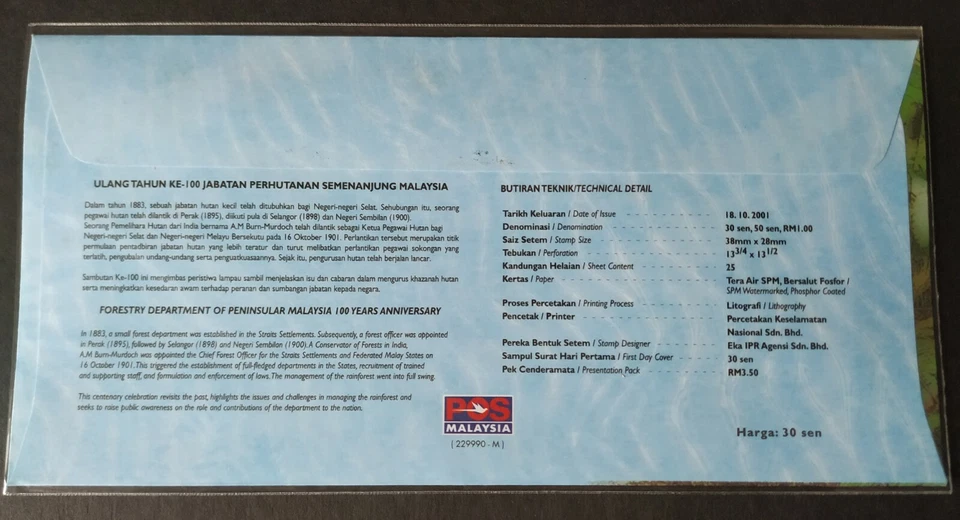 ULANG TAHUN KE-100 JABATAN PERHUTANAN SEMENANJUNG MALAYSIA
Dalam tahun 1883, sebuah jabatan hutan kecil telah ditubuhkan bagi Negeri-negeri Selat. Sehubungan itu, seorang
pegawai hutan telah dilantik di Perak (1895), diikuti pula di Selangor (1898) dan Negeri Sembilan (1900).
Seorang Pemelihara Hutan dari India bernama A.M Burn-Murdoch telah dilantik sebagai Ketua Pegawai Hutan bagi
Negeri-negeri Selat dan Negeri-negeri Melayu Bersekutu pada 16 Oktober 1901. Perlantikan tersebut merupakan titik
permulaan pentadbiran jabatan hutan yang lebih teratur dan turut melibatkan perlantikan pegawai sokongan yang
terlatih, pengubalan undang-undang serta penguatkuasaannya. Sejak itu, pengurusan hutan telah berjalan lancar.
Sambutan Ke-100 ini mengimbas peristiwa lampau sambil menjelaskan isu dan cabaran dalam mengurus khazanah hutan
serta meningkatkan kesedaran awam terhadap peranan dan sumbangan jabatan kepada negara.
FORESTRY DEPARTMENT OF PENINSULAR MALAYSIA 100 YEARS ANNIVERSARY
In 1883, a small forest department was established in the Straits Settlements. Subsequently, a forest officer was appointed
in Perak (1895), followed by Selangor (1898) and Negeri Sembilan (1900). A Conservator of Forests in India,
A.M Burn-Murdoch was appointed the Chief Forest Officer for the Straits Settlements and Federated Malay States on
16 October 1901. This triggered the establishment of full-fledged departments in the States, recruitment of trained
and supporting staff, and formulation and enforcement of laws. The management of the rainforest went into full swing.
This centenary celebration revisits the past, highlights the issues and challenges in managing the rainforest and
seeks to raise public awareness on the role and contributions of the department to the nation.
POS
MALAYSIA
( 229990 - M )
BUTIRAN TEKNIK/TECHNICAL DETAIL
Tarikh Keluaran / Date of Issue 18. 10. 2001
Denominasi / Denomination 30 sen, 50 sen, RM1.00
Saiz Setem / Stamp Size 38mm x 28mm
Tebukan / Perforation 13 3/4 x 13 1/2
Kandungan Helaian / Sheet Content 25
Kertas / Paper Tera Air SPM, Bersalut Fosfor /
SPM Watermarked, Phosphor Coated
Proses Percetakan / Printing Process Litografi / Lithography
Pencetak / Printer Percetakan Keselamatan
Nasional Sdn. Bhd.
Pereka Bentuk Setem / Stamp Designer Eka IPR Agensi Sdn. Bhd.
Sampul Surat Hari Pertama / First Day Cover 30 sen
Pek Cenderamata / Presentation Pack RM3.50
Harga: 30 sen